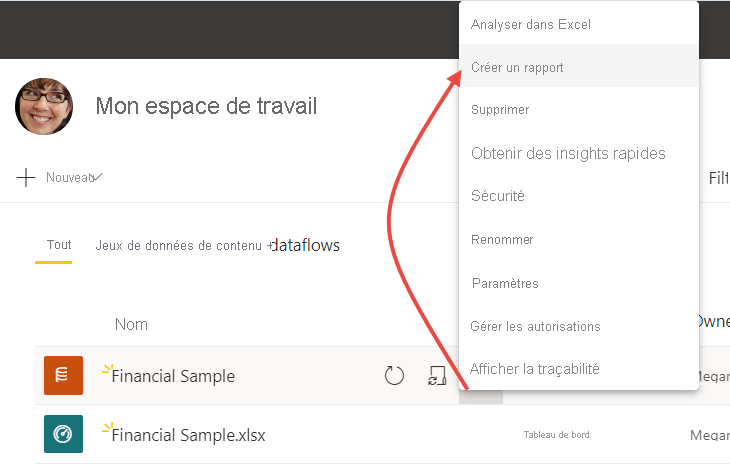 Analyser dans Excel
Créer un rapport
Supprimer
Obtenir des insights rapides
Sécurité
Renommer
Paramètres
Gérer les autorisations
Afficher la traçabilité
Mon espace de travail
Nouveau
Filt
Tout Jeux de données de contenu + dataflows
Nom Owne
Financial Sample Megar
Financial Sample.xlsx Tableau de bord Megan